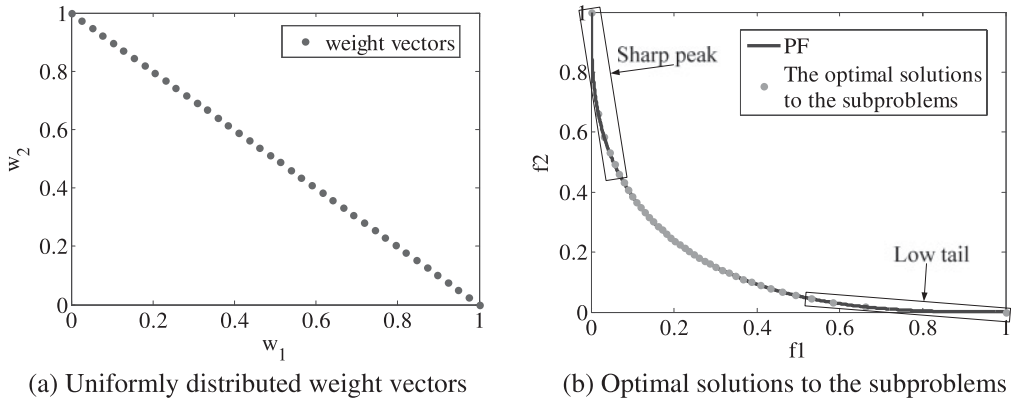 1
0.8
0.6
0.4
0.2
0
0 0.2 0.4 0.6 0.8 1
w2
w1
weight vectors
(a) Uniformly distributed weight vectors
1
0.8
0.6
0.4
0.2
0
0 0.2 0.4 0.6 0.8 1
f2
f1
Sharp peak
PF
The optimal solutions
to the subproblems
Low tail
(b) Optimal solutions to the subproblems